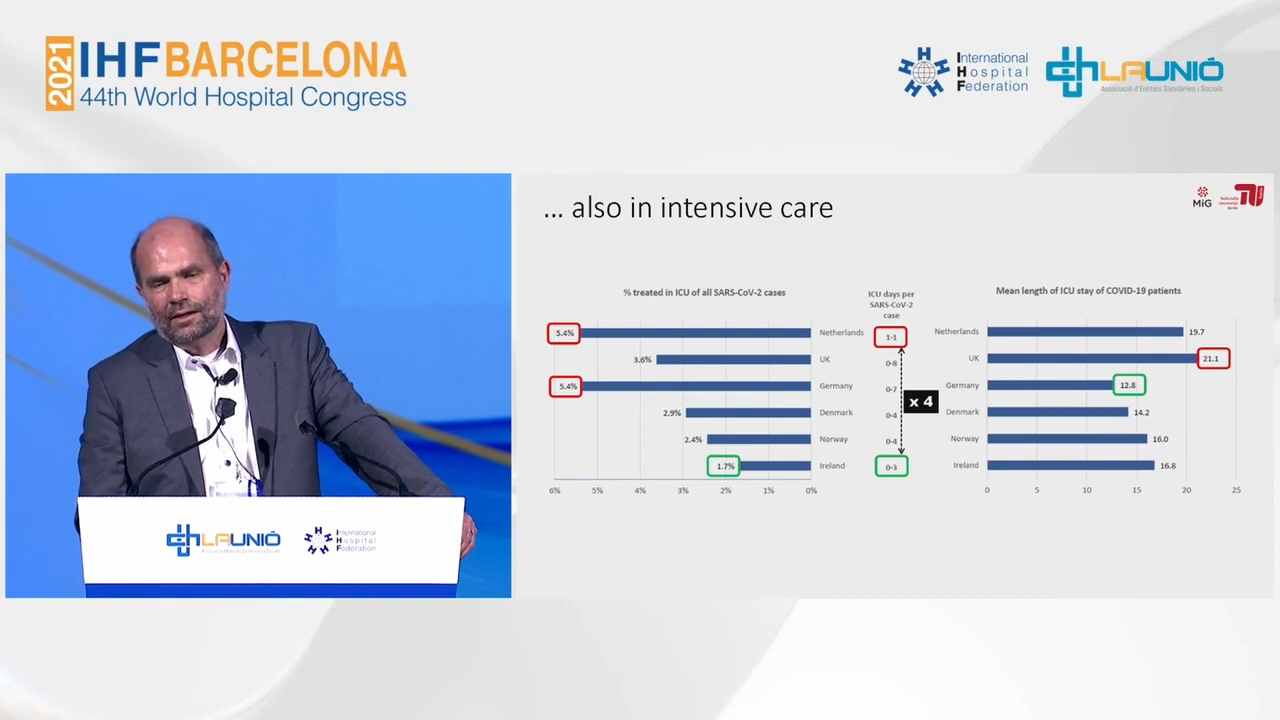 2021
IHF BARCELONA
44th World Hospital Congress
International
Hospital
Federation
LAUNIÓ
Associació d'Entitats Sanitàries i Socials
... also in intensive care
MiG
% treated in ICU of all SARS-CoV-2 cases
5.4%
3.6%
5.4%
2.9%
2.4%
1.7%
Netherlands
UK
Germany
Denmark
Norway
Ireland
6% 5% 4% 3% 2% 1% 0%
ICU days per
SARS-CoV-2
case
1·1
0·8
0·7
0·4
0·4
0·3
x 4
Mean length of ICU stay of COVID-19 patients
Netherlands 19.7
UK 21.1
Germany 12.8
Denmark 14.2
Norway 16.0
Ireland 16.8
0 5 10 15 20 25
LAUNIÓ
International
Hospital
Federation